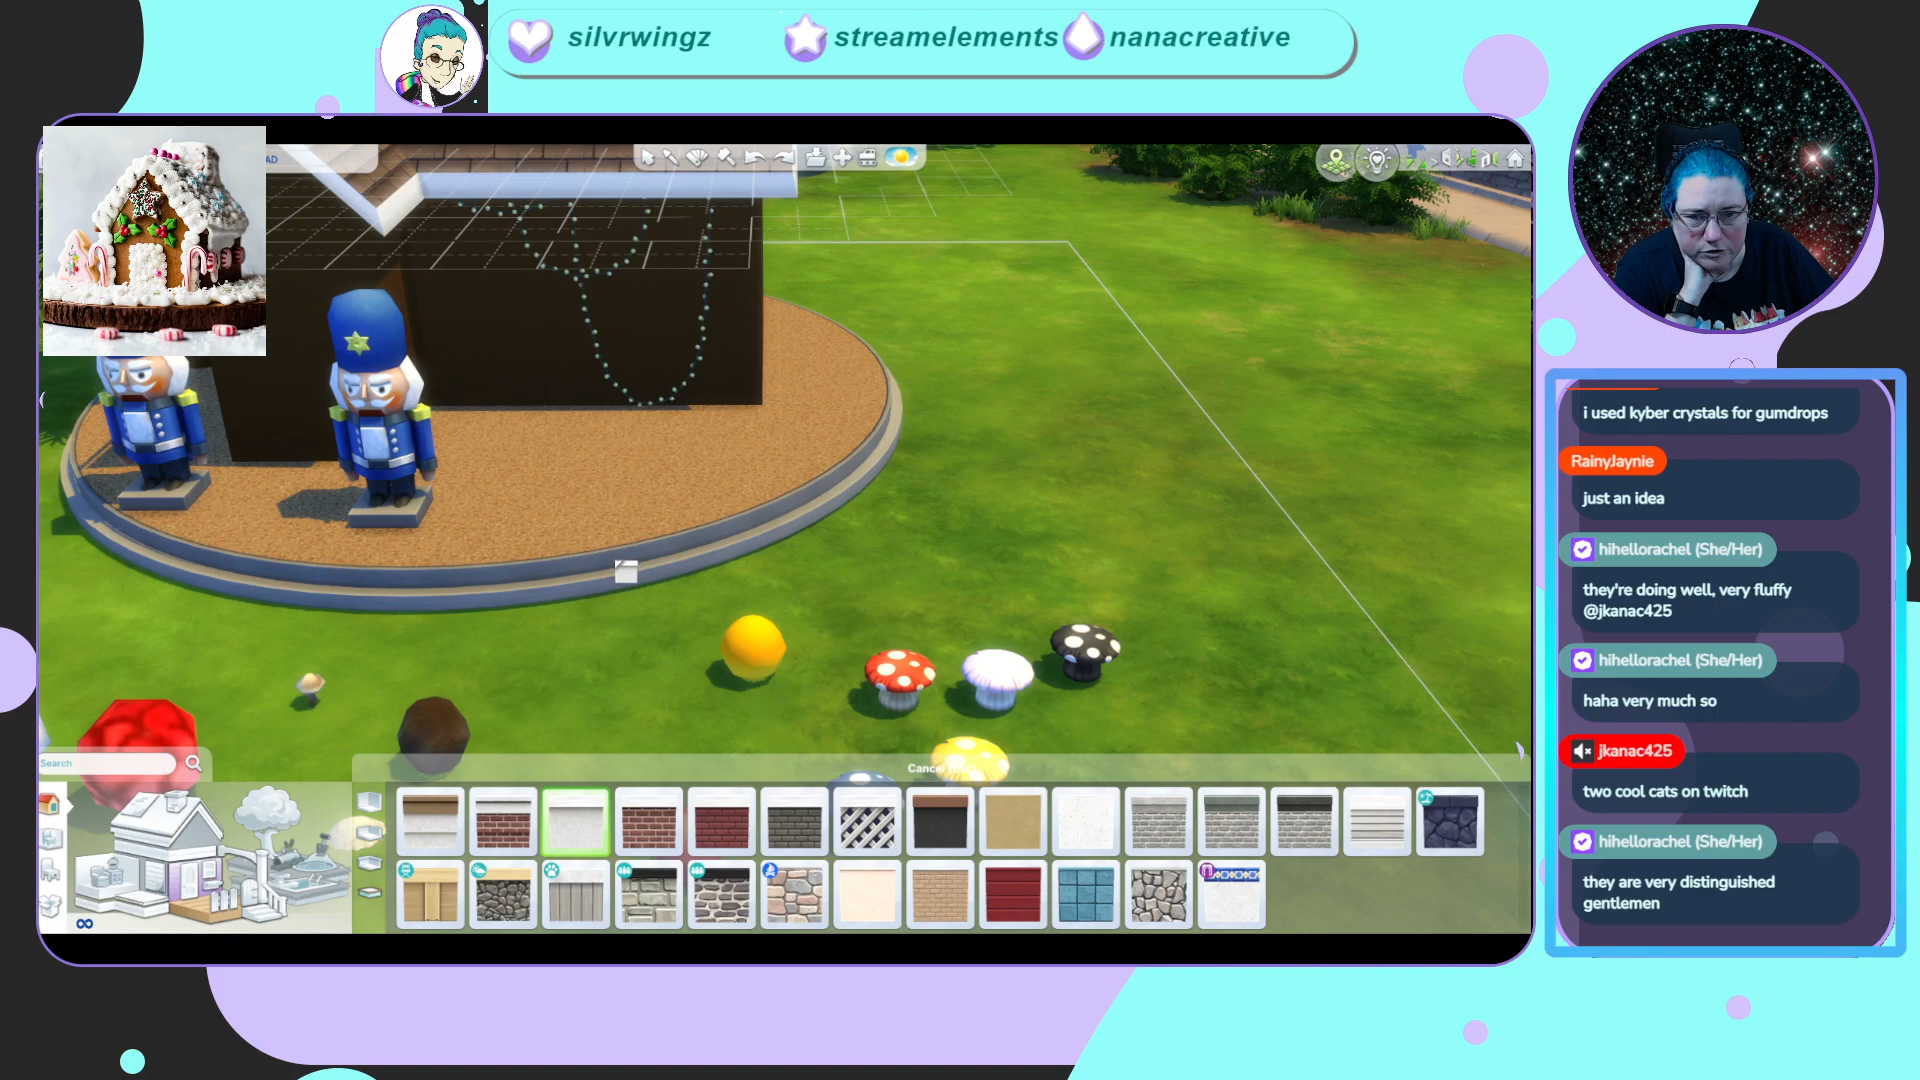 silvrwingz
streamelements
nanacreative
AD
Search
Cance
i used kyber crystals for gumdrops
RainyJaynie
just an idea
hihellorachel (She/Her)
they're doing well, very fluffy
@jkanac425
hihellorachel (She/Her)
haha very much so
jkanac425
two cool cats on twitch
hihellorachel (She/Her)
they are very distinguished
gentlemen